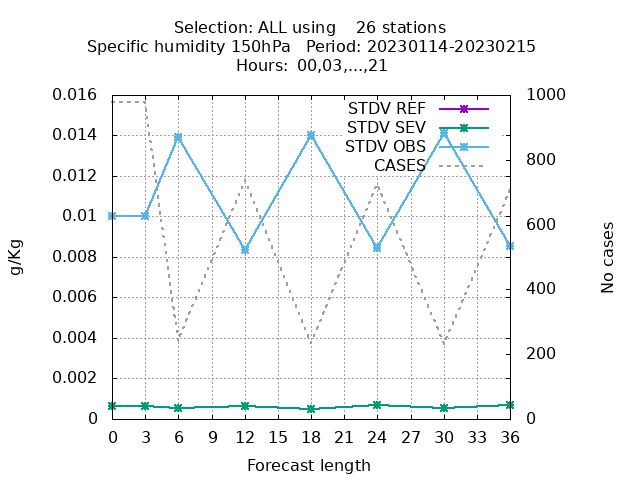 Selection: ALL using    26 stations
Specific humidity 150hPa   Period: 20230114-20230215
Hours:  00,03,...,21
STDV REF
STDV SEV
STDV OBS
CASES
g/Kg
0.016
0.014
0.012
0.01
0.008
0.006
0.004
0.002
0
No cases
1000
800
600
400
200
0
0 3 6 9 12 15 18 21 24 27 30 33 36
Forecast length